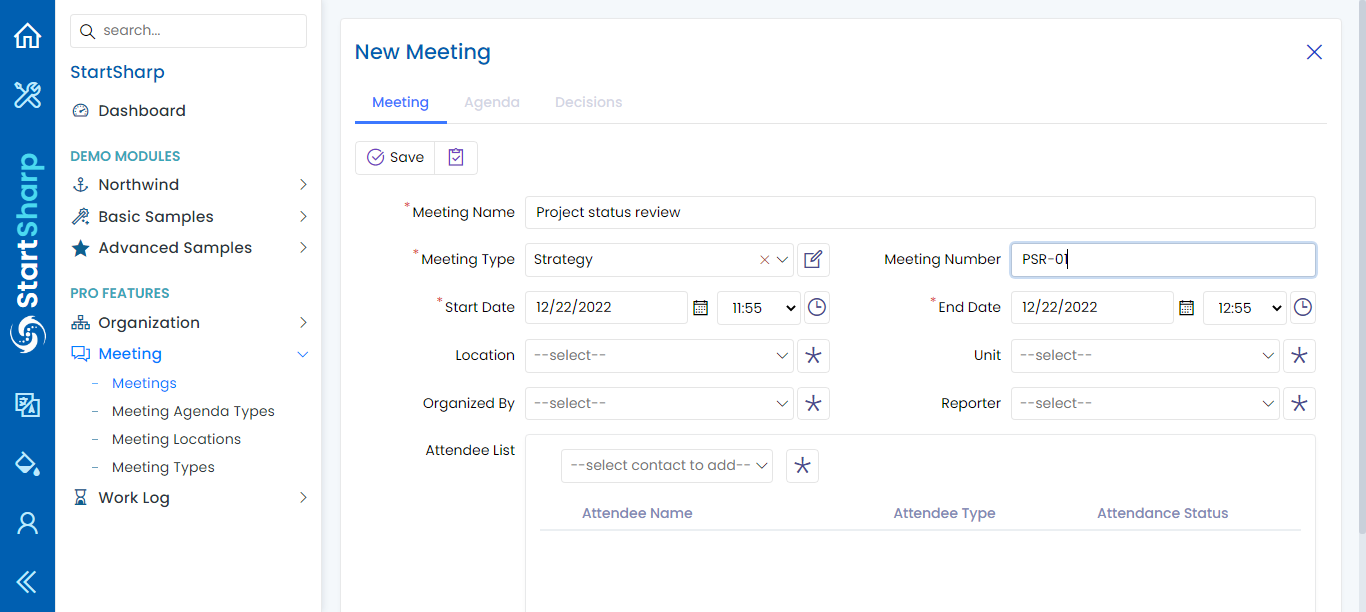 search...
StartSharp
Dashboard
DEMO MODULES
Northwind
Basic Samples
Advanced Samples
PRO FEATURES
Organization
Meeting
Meetings
Meeting Agenda Types
Meeting Locations
Meeting Types
Work Log
StartSharp
New Meeting
Meeting Agenda Decisions
Save
*Meeting Name Project status review
*Meeting Type Strategy Meeting Number PSR-01
*Start Date 12/22/2022 11:55 *End Date 12/22/2022 12:55
Location --select-- Unit --select--
Organized By --select-- Reporter --select--
Attendee List
--select contact to add--
Attendee Name Attendee Type Attendance Status